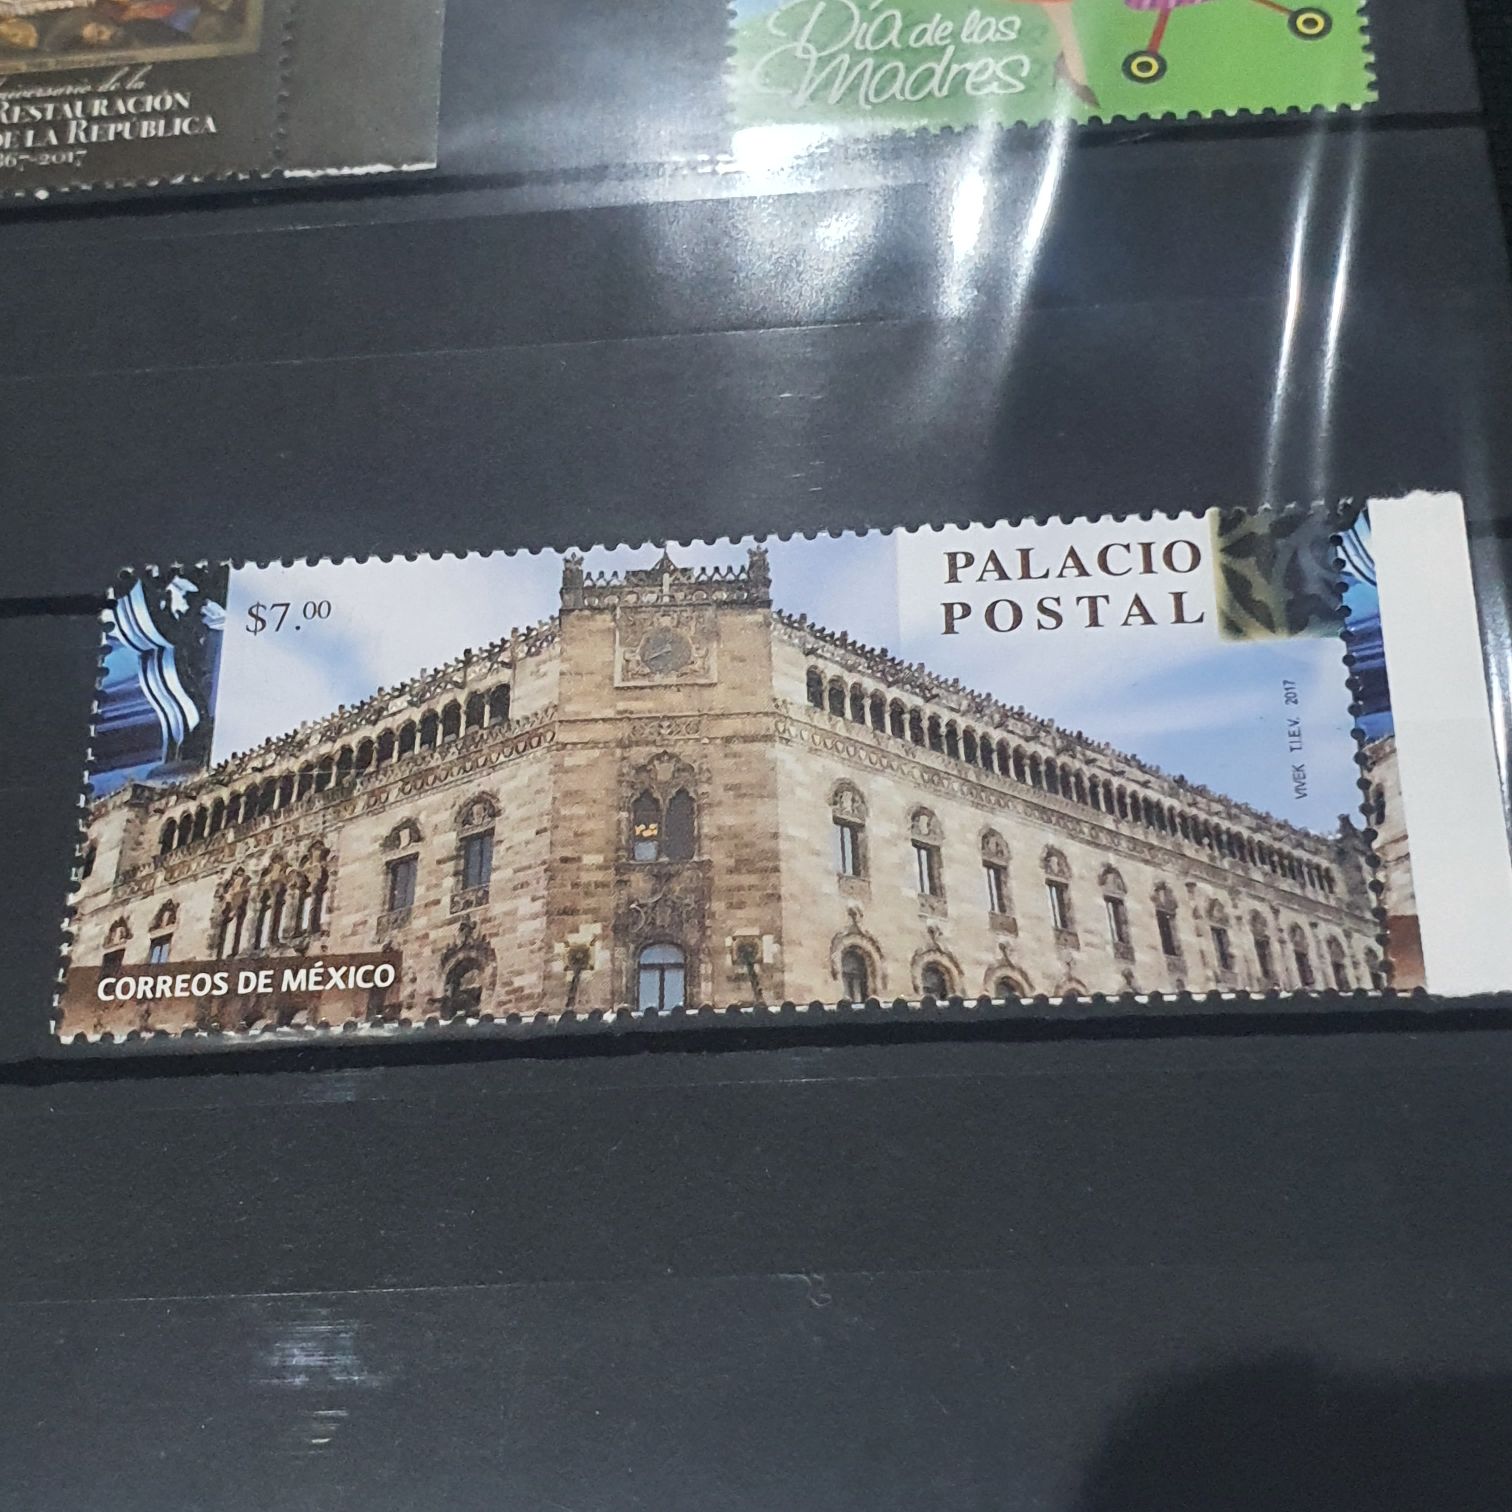 RESTAURACIÓN
DE LA REPÚBLICA
Día de las
Madres
$7.00
PALACIO
POSTAL
VIVEK T.I.E.V. 2017
CORREOS DE MÉXICO